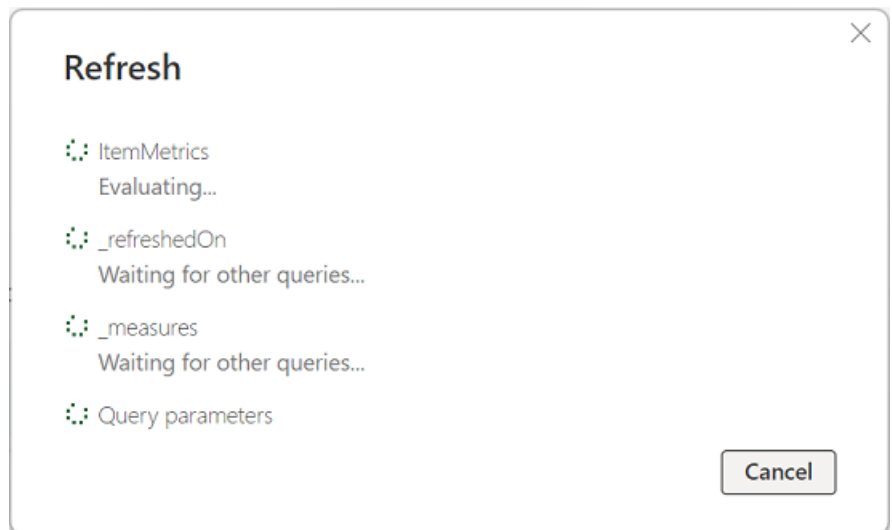 Refresh
ItemMetrics
Evaluating...
_refreshedOn
Waiting for other queries...
_measures
Waiting for other queries...
Query parameters
Cancel